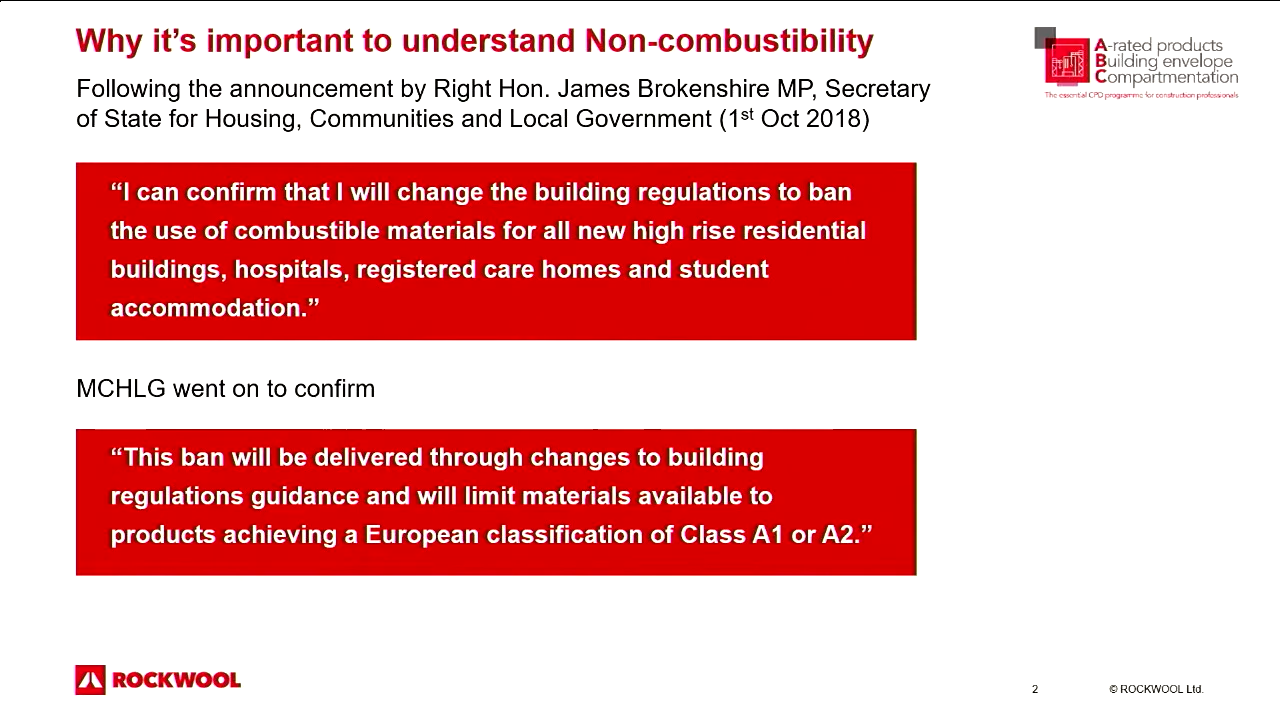 Why it’s important to understand Non-combustibility
A-rated products
Building envelope
Compartmentation
The essential CPD programme for construction professionals
Following the announcement by Right Hon. James Brokenshire MP, Secretary
of State for Housing, Communities and Local Government (1st Oct 2018)
“I can confirm that I will change the building regulations to ban
the use of combustible materials for all new high rise residential
buildings, hospitals, registered care homes and student
accommodation.”
MCHLG went on to confirm
“This ban will be delivered through changes to building
regulations guidance and will limit materials available to
products achieving a European classification of Class A1 or A2.”
ROCKWOOL
2
© ROCKWOOL Ltd.